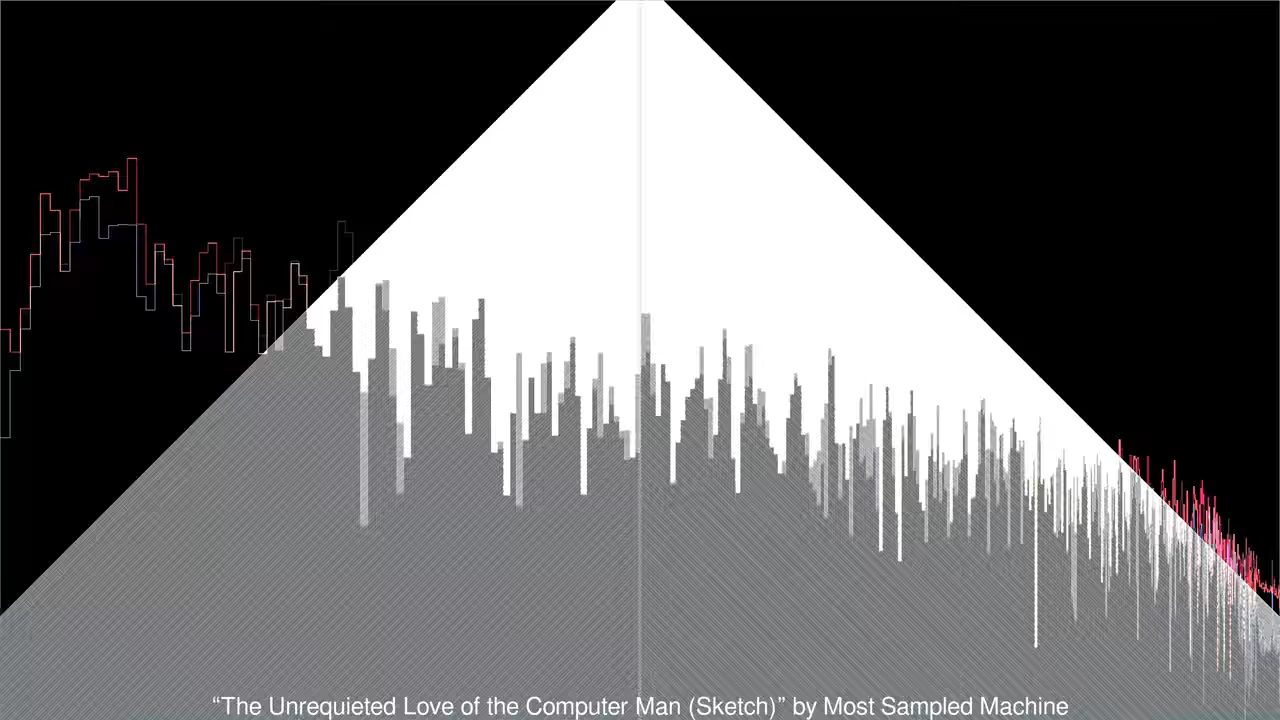 “The Unrequieted Love of the Computer Man (Sketch)” by Most Sampled Machine